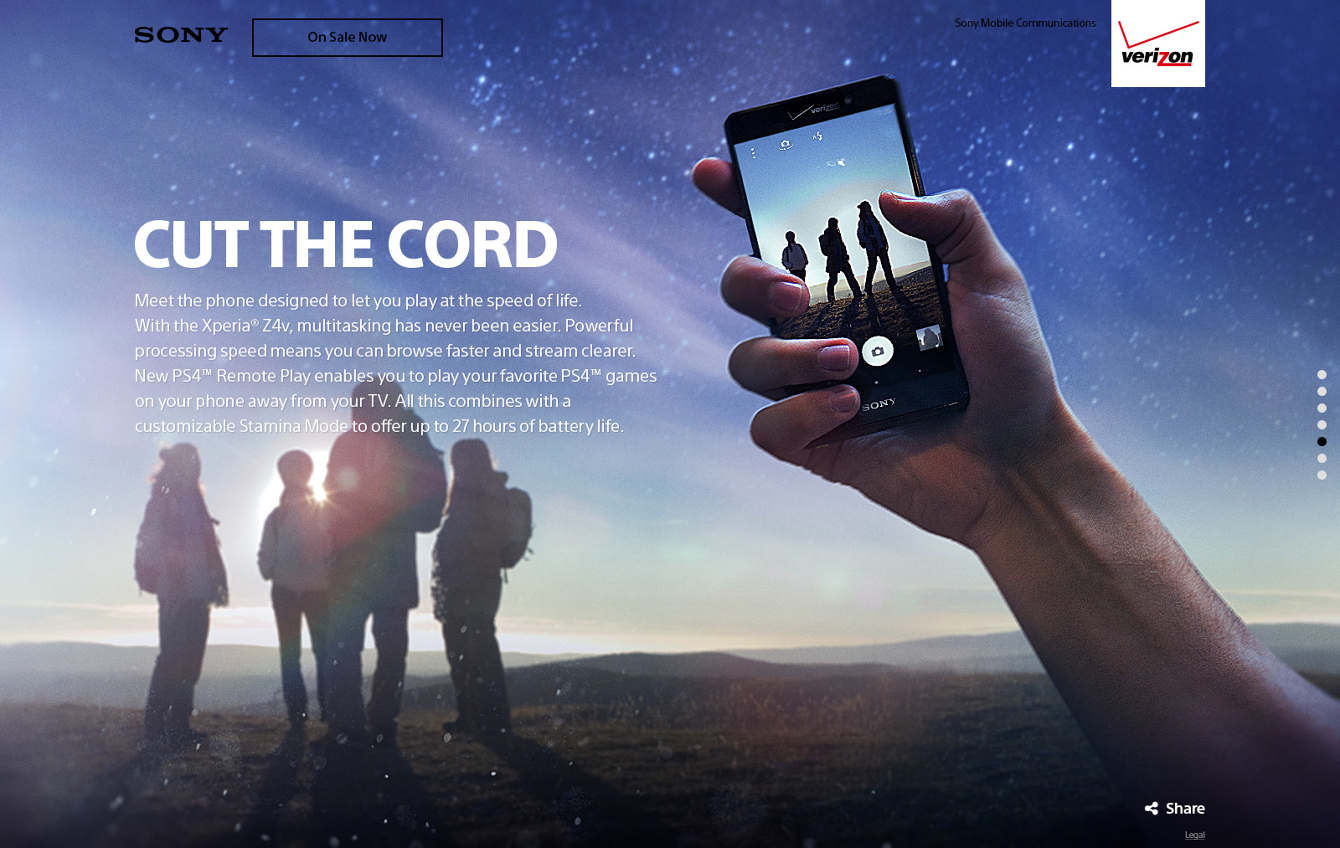 SONY
On Sale Now
Sony Mobile Communications
verizon
verizon
CUT THE CORD
Meet the phone designed to let you play at the speed of life.
With the Xperia® Z4v, multitasking has never been easier. Powerful
processing speed means you can browse faster and stream clearer.
New PS4™ Remote Play enables you to play your favorite PS4™ games
on your phone away from your TV. All this combines with a
customizable Stamina Mode to offer up to 27 hours of battery life.
SONY
Share
Legal